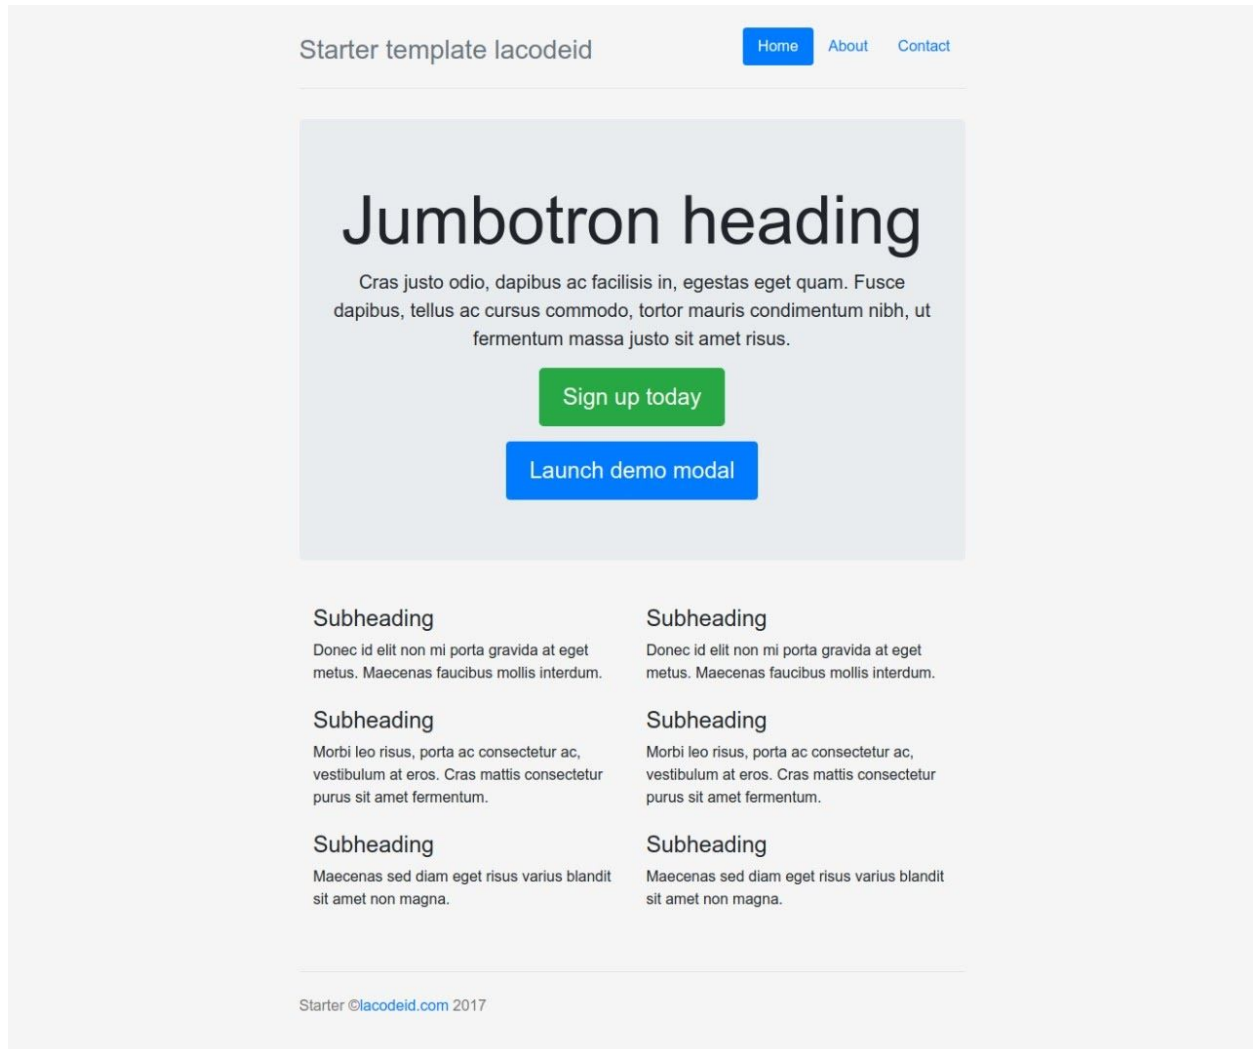 Starter template lacodeid
Home About Contact
Jumbotron heading
Cras justo odio, dapibus ac facilisis in, egestas eget quam. Fusce
dapibus, tellus ac cursus commodo, tortor mauris condimentum nibh, ut
fermentum massa justo sit amet risus.
Sign up today
Launch demo modal
Subheading
Donec id elit non mi porta gravida at eget
metus. Maecenas faucibus mollis interdum.
Subheading
Morbi leo risus, porta ac consectetur ac,
vestibulum at eros. Cras mattis consectetur
purus sit amet fermentum.
Subheading
Maecenas sed diam eget risus varius blandit
sit amet non magna.
Subheading
Donec id elit non mi porta gravida at eget
metus. Maecenas faucibus mollis interdum.
Subheading
Morbi leo risus, porta ac consectetur ac,
vestibulum at eros. Cras mattis consectetur
purus sit amet fermentum.
Subheading
Maecenas sed diam eget risus varius blandit
sit amet non magna.
Starter ©lacodeid.com 2017